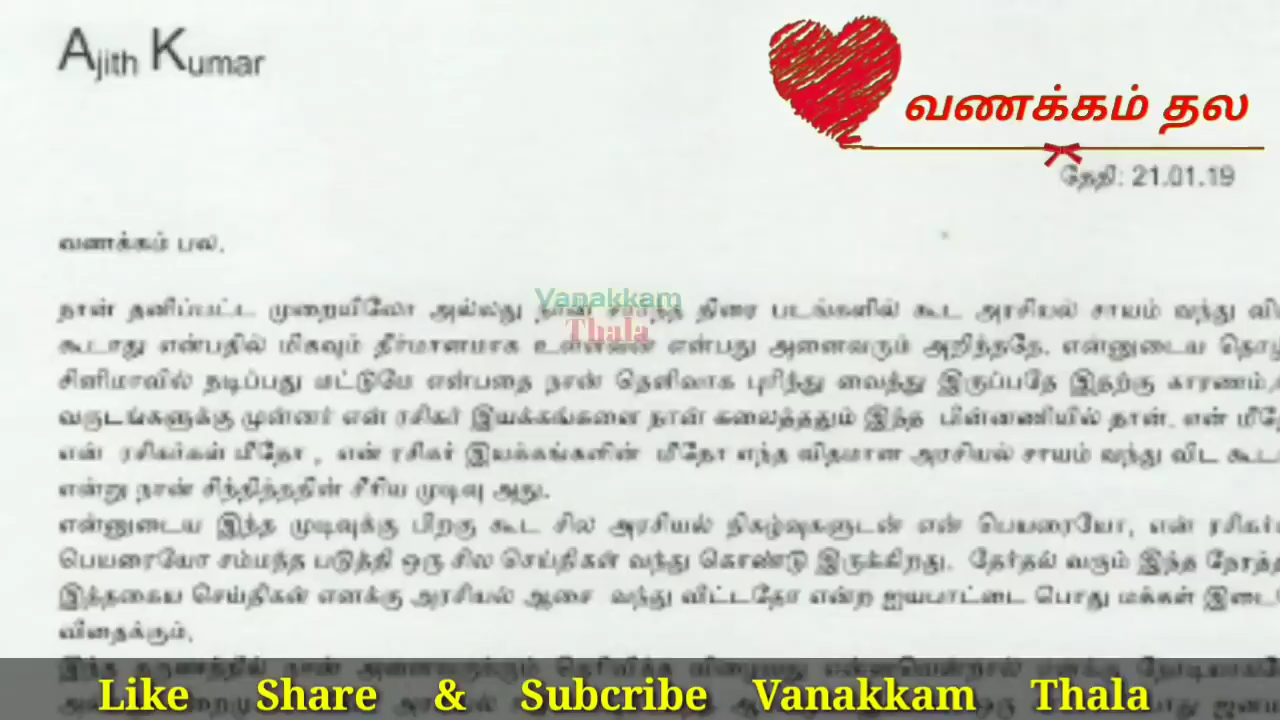 Ajith Kumar
வணக்கம் தல
தேதி: 21.01.19
வணக்கம் பல.
Vanakkam
Thala
நான் தனிப்பட்ட முறையிலோ அல்லது நான் சார்ந்த திரை படங்களில் கூட அரசியல் சாயம் வந்து
கூடாது என்பதில் மிகவும் தீர்மானமாக உள்ளவன் என்பது அனைவரும் அறிந்ததே. என்னுடைய
சினிமாவில் நடிப்பது மட்டுமே என்பதை நான் தெளிவாக புரிந்து வைத்து இருப்பதே இதற்கு காரணம்.
வருடங்களுக்கு முன்னர் என் ரசிகர் இயக்கங்களை நான் கலைத்ததும் இந்த பின்னணியில் தான். என்
என் ரசிகர்கள் மீதோ , என் ரசிகர் இயக்கங்களின் மீதோ எந்த விதமான அரசியல் சாயம் வந்து விட
என்று நான் சிந்தித்ததின் சீரிய முடிவு அது.
என்னுடைய இந்த முடிவுக்கு பிறகு கூட சில அரசியல் நிகழ்வுகளுடன் என் பெயரையோ, என்
பெயரையோ சம்மந்த படுத்தி ஒரு சில செய்திகள் வந்து கொண்டு இருக்கிறது. தேர்தல் வரும் இந்த
இத்தகைய செய்திகள் எனக்கு அரசியல் ஆசை வந்து விட்டதோ என்ற ஐயபாட்டை பொது மக்கள்
விதைக்கும்.
Like Share & Subcribe Vanakkam Thala